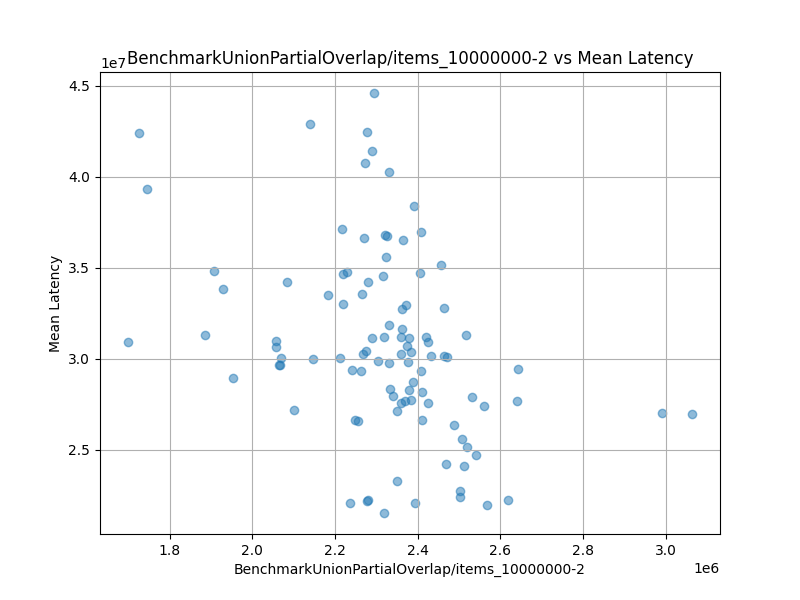 BenchmarkUnionPartialOverlap/items_10000000-2 vs Mean Latency
1e7
4.5
4.0
3.5
3.0
2.5
Mean Latency
1.8 2.0 2.2 2.4 2.6 2.8 3.0
BenchmarkUnionPartialOverlap/items_10000000-2
1e6